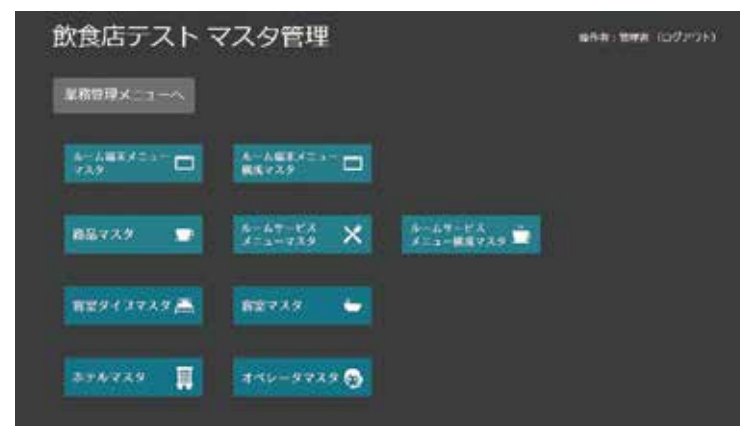 飲食店テスト マスタ管理
操作者：管理者 （ログアウト）
業務管理メニューへ
ルーム端末メニュー
マスタ
ルーム端末メニュー
構成マスタ
商品マスタ
ルームサービス
メニューマスタ
ルームサービス
メニュー構成マスタ
客室タイプマスタ
客室マスタ
ホテルマスタ
オペレータマスタ